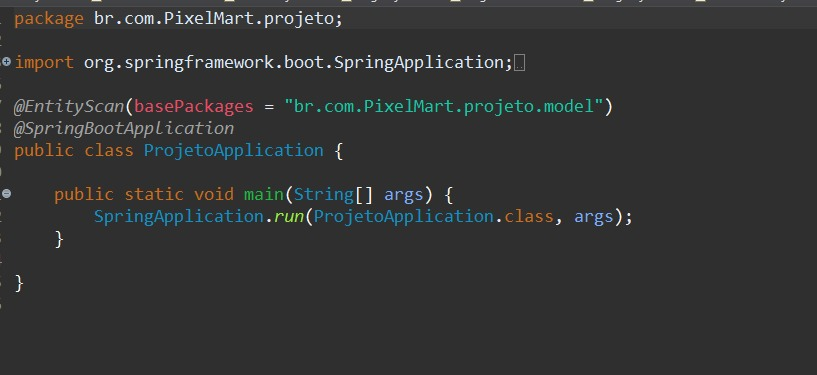 package br.com.PixelMart.projeto;
import org.springframework.boot.SpringApplication;
@EntityScan(basePackages = "br.com.PixelMart.projeto.model")
@SpringBootApplication
public class ProjetoApplication {
public static void main(String[] args) {
SpringApplication.run(ProjetoApplication.class, args);
}
}